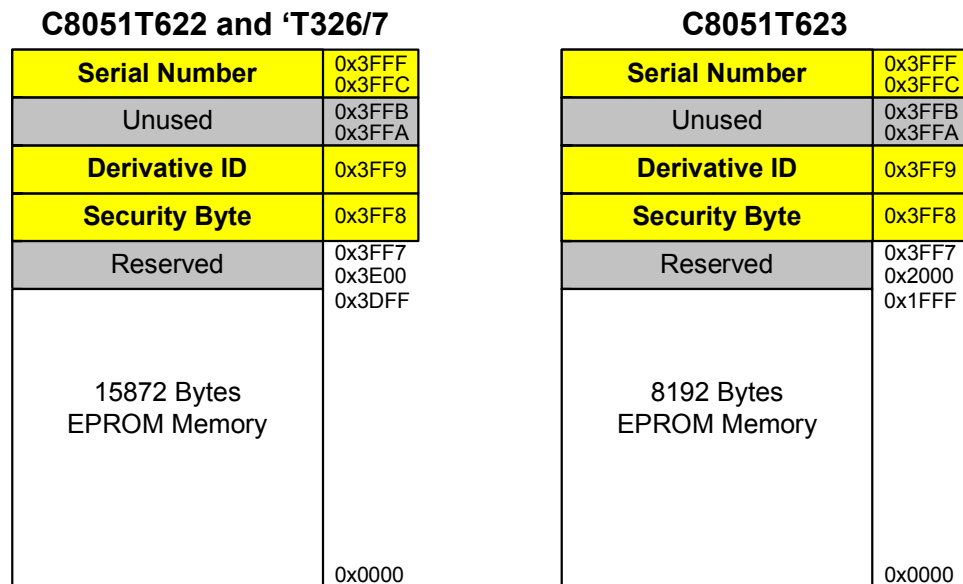 C8051T622 and ‘T326/7
Serial Number
0x3FFF
0x3FFC
Unused
0x3FFB
0x3FFA
Derivative ID
0x3FF9
Security Byte
0x3FF8
Reserved
0x3FF7
0x3E00
0x3DFF
15872 Bytes
EPROM Memory
0x0000
C8051T623
Serial Number
0x3FFF
0x3FFC
Unused
0x3FFB
0x3FFA
Derivative ID
0x3FF9
Security Byte
0x3FF8
Reserved
0x3FF7
0x2000
0x1FFF
8192 Bytes
EPROM Memory
0x0000